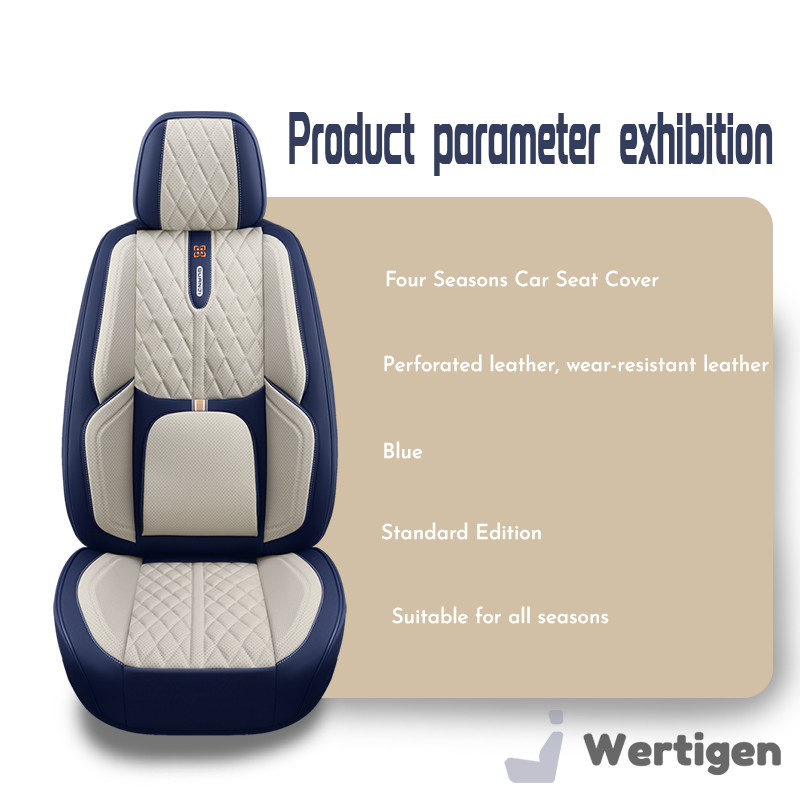 Product parameter exhibition
Four Seasons Car Seat Cover
Perforated leather, wear-resistant leather
Blue
Standard Edition
Suitable for all seasons
Wertigen